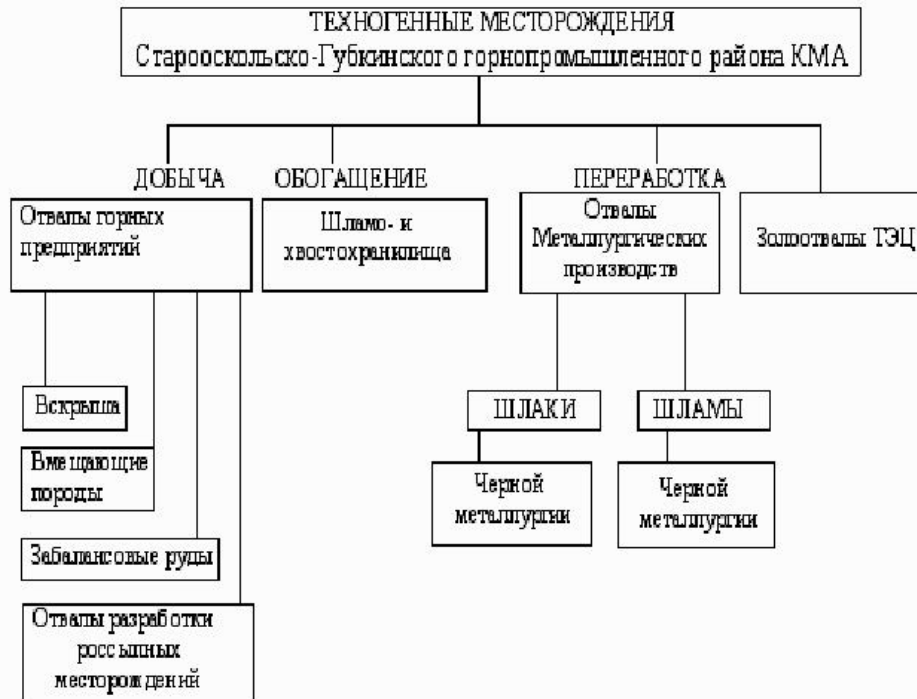 ТЕХНОГЕННЫЕ МЕСТОРОЖДЕНИЯ
Старооскольско-Губкинского горнопромышленного района КМА
ДОБЫЧА
ОБОГАЩЕНИЕ
ПЕРЕРАБОТКА
Отвалы горных
предприятий
Шламо- и
хвостохранилища
Отвалы
Металлургических
производств
Золоотвалы ТЭЦ
Вскрыша
Вмещающие
породы
Забалансовые руды
Отвалы разработки
россыпных
месторождений
ШЛАКИ
ШЛАМЫ
Черной
металлургии
Черной
металлургии